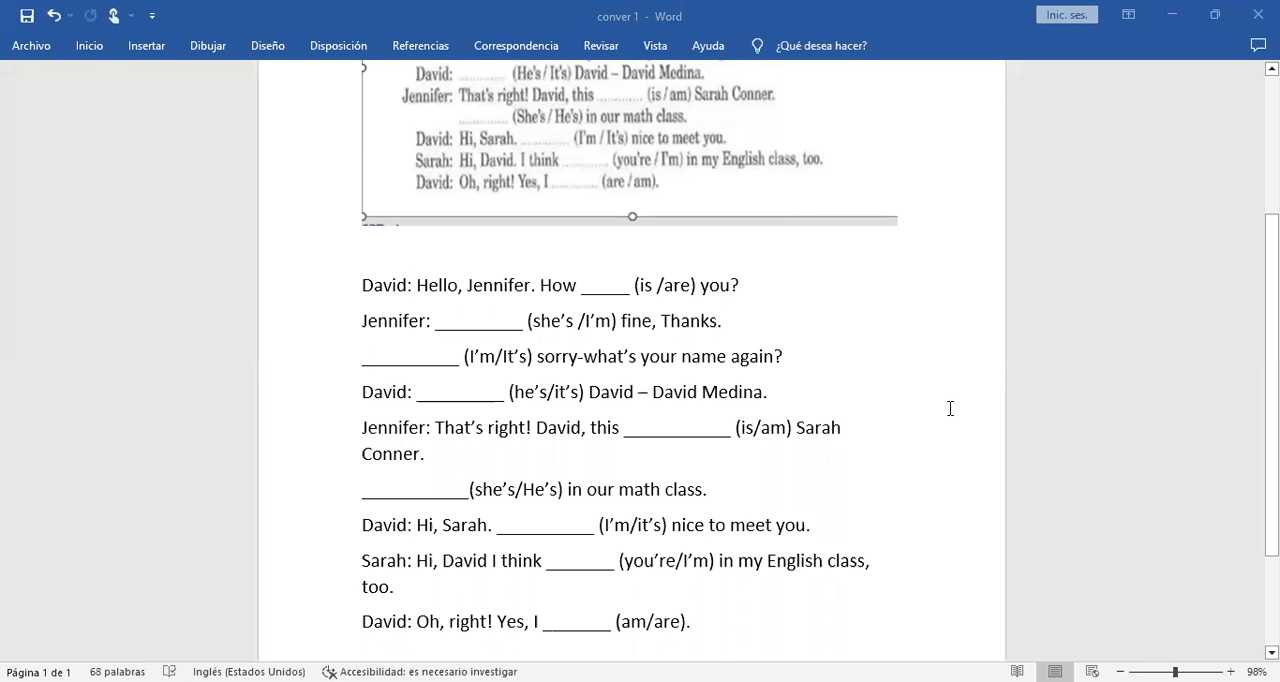 conver 1 - Word
Inic. ses.
Archivo Inicio Insertar Dibujar Diseño Disposición Referencias Correspondencia Revisar Vista Ayuda ¿Qué desea hacer?
David: ............ (He's / It's) David – David Medina.
Jennifer: That's right! David, this ............ (is / am) Sarah Conner.
............ (She's / He's) in our math class.
David: Hi, Sarah. ............ (I'm / It's) nice to meet you.
Sarah: Hi, David. I think ............ (you're / I'm) in my English class, too.
David: Oh, right! Yes, I ............ (are / am).
David: Hello, Jennifer. How _____ (is /are) you?
Jennifer: _________ (she's /I'm) fine, Thanks.
__________ (I'm/It's) sorry-what's your name again?
David: _________ (he's/it's) David – David Medina.
Jennifer: That's right! David, this ___________ (is/am) Sarah
Conner.
___________(she's/He's) in our math class.
David: Hi, Sarah. __________ (I'm/it's) nice to meet you.
Sarah: Hi, David I think _______ (you're/I'm) in my English class,
too.
David: Oh, right! Yes, I _______ (am/are).
Página 1 de 1 68 palabras Inglés (Estados Unidos) Accesibilidad: es necesario investigar 98%